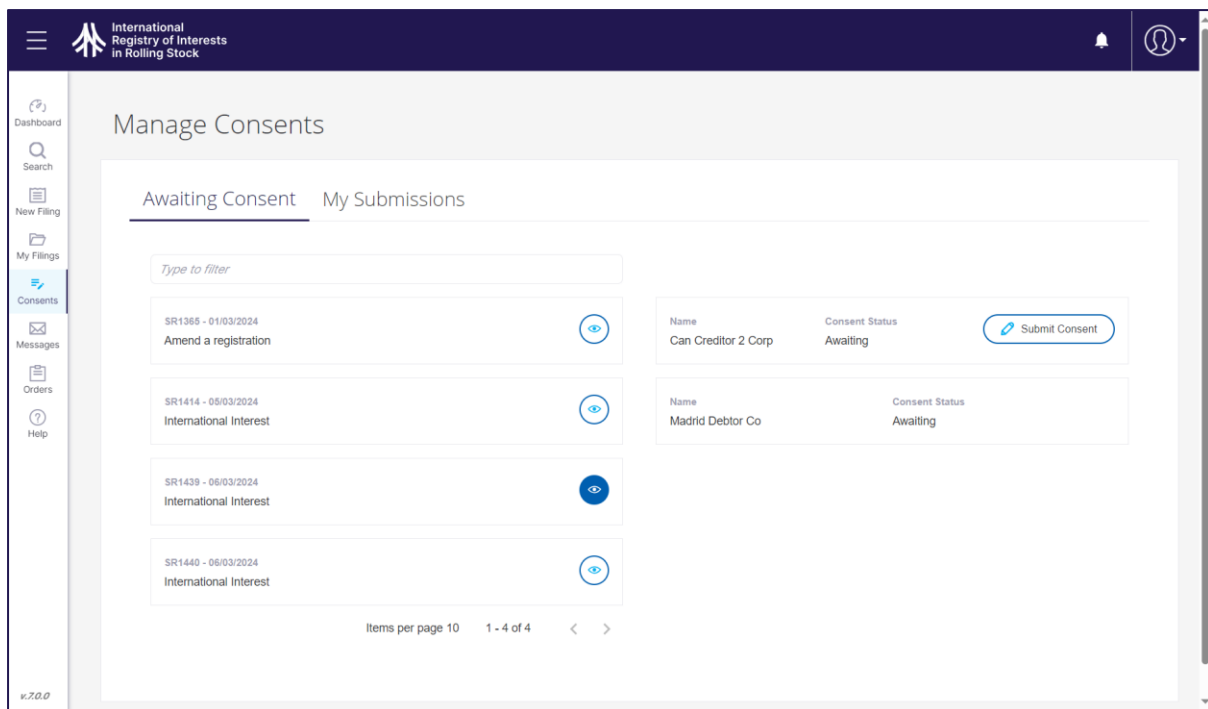 International
Registry of Interests
in Rolling Stock
Dashboard
Search
New Filing
My Filings
Consents
Messages
Orders
Help
v.7.0.0
Manage Consents
Awaiting Consent My Submissions
Type to filter
SR1365 - 01/03/2024
Amend a registration
SR1414 - 05/03/2024
International Interest
SR1439 - 06/03/2024
International Interest
SR1440 - 06/03/2024
International Interest
Items per page 10 1 - 4 of 4
Name Consent Status
Can Creditor 2 Corp Awaiting
Submit Consent
Name Consent Status
Madrid Debtor Co Awaiting